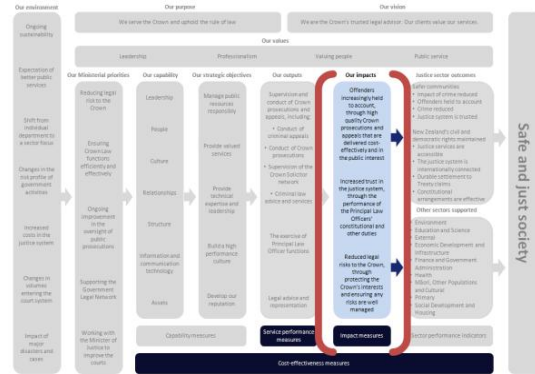 Our environment
Our purpose
Our vision
We serve the Crown and uphold the rule of law
We are the Crown's trusted legal advisor. Our clients value our services.
Our values
Leadership
Professionalism
Valuing people
Public service
Ongoing
sustainability
Expectation of
better public
services
Shift from
individual
department to
a sector focus
Changes in the
risk profile of
government
activities
Increased
costs in the
justice system
Changes in
volumes
entering the
court system
Impact of
major
disasters and
cases
Our Ministerial priorities
Reducing legal
risk to the
Crown
Ensuring
Crown Law
functions
efficiently and
effectively
Ongoing
improvement
in the
oversight of
public
prosecutions
Supporting the
Government
Legal Network
Working with
the Minister of
Justice to
improve the
courts
Our capability
Leadership
People
Culture
Relationships
Structure
Information and
communication
technology
Assets
Our strategic objectives
Manage public
resources
responsibly
Provide valued
services
Provide
technical
expertise and
leadership
Build a high
performance
culture
Develop our
reputation
Capability measures
Our outputs
Supervision and
conduct of Crown
prosecutions and
appeals, including:
• Conduct of
criminal appeals
• Conduct of Crown
prosecutions
• Supervision of the
Crown Solicitor
network
• Criminal law
advice and services
The exercise of
Principal Law
Officer functions
Legal advice and
representation
Service performance
measures
Our impacts
Offenders
increasingly held
to account,
through high
quality Crown
prosecutions and
appeals that are
delivered cost-
effectively and in
the public interest
Increased trust in
the justice system,
through the
performance of
the Principal Law
Officers'
constitutional and
other duties
Reduced legal
risks to the Crown,
through
protecting the
Crown's interests
and ensuring any
risks are well
managed
Impact measures
Justice sector outcomes
Safer communities
• Impact of crime reduced
• Offenders held to account
• Crime reduced
• Justice system is trusted
New Zealand's civil and
democratic rights maintained
• Justice services are
accessible
• The justice system is
internationally connected
• Durable settlement to
Treaty claims
• Constitutional
arrangements are effective
Other sectors supported
• Environment
• Education and Science
• External
• Economic Development and
Infrastructure
• Finance and Government
Administration
• Health
• Māori, Other Populations
and Cultural
• Primary
• Social Development and
Housing
Sector performance indicators
Cost-effectiveness measures
Safe and just society